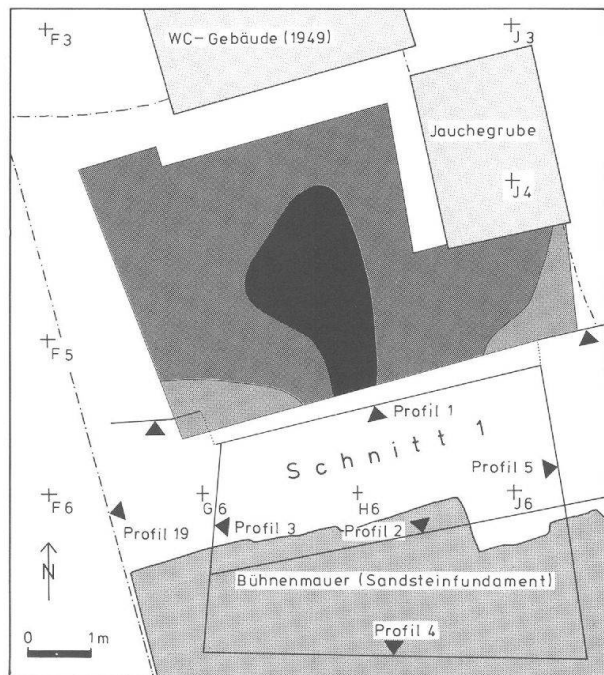 F3
WC-Gebäude (1949)
J3
Jauchegrube
J4
F5
Profil 1
Schnitt 1
Profil 5
F6
G6
H6
J6
Profil 19
Profil 3
Profil 2
N
Bühnenmauer (Sandsteinfundament)
0 1m
Profil 4